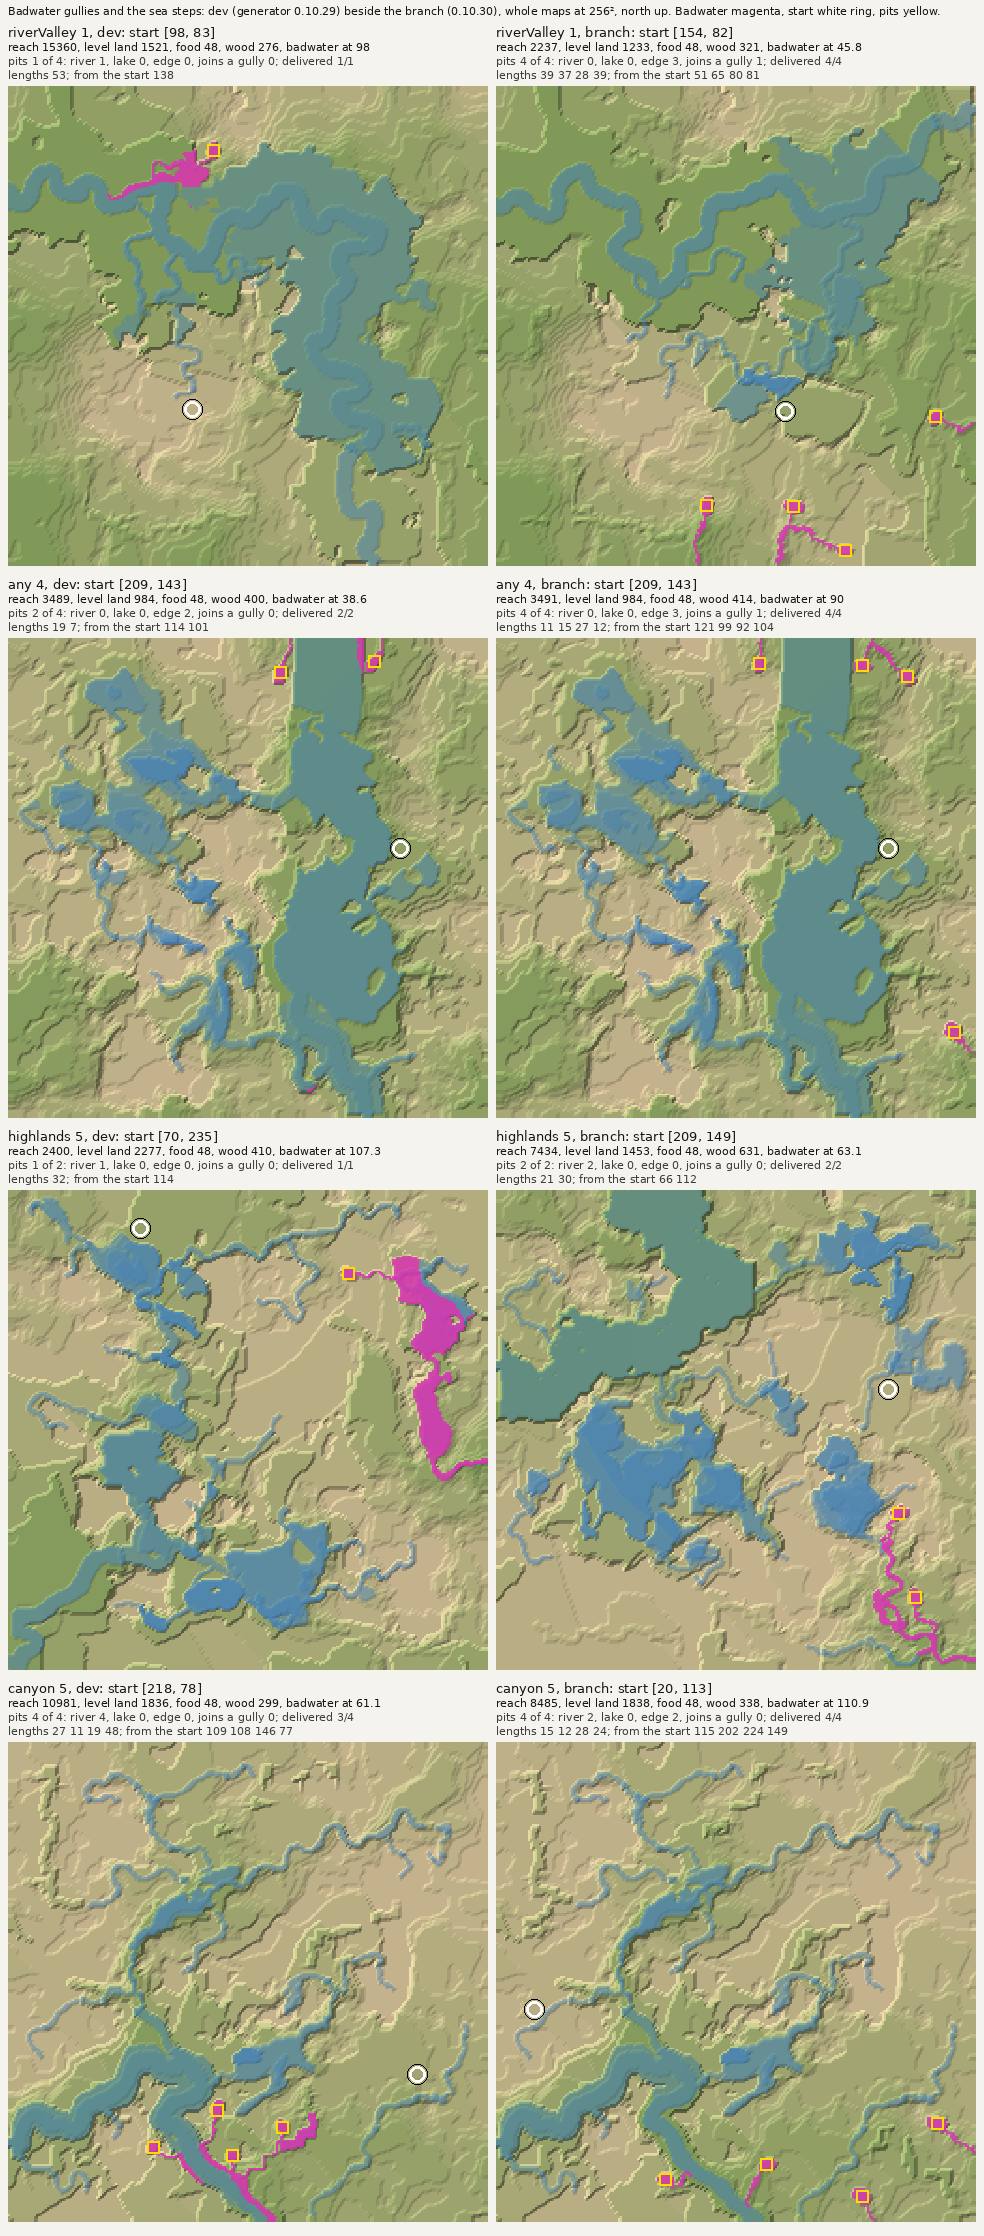 Badwater gullies and the sea steps: dev (generator 0.10.29) beside the branch (0.10.30), whole maps at 256², north up. Badwater magenta, start white ring, pits yellow.
riverValley 1, dev: start [98, 83]
reach 15360, level land 1521, food 48, wood 276, badwater at 98
pits 1 of 4: river 1, lake 0, edge 0, joins a gully 0; delivered 1/1
lengths 53; from the start 138
riverValley 1, branch: start [154, 82]
reach 2237, level land 1233, food 48, wood 321, badwater at 45.8
pits 4 of 4: river 0, lake 0, edge 3, joins a gully 1; delivered 4/4
lengths 39 37 28 39; from the start 51 65 80 81
any 4, dev: start [209, 143]
reach 3489, level land 984, food 48, wood 400, badwater at 38.6
pits 2 of 4: river 0, lake 0, edge 2, joins a gully 0; delivered 2/2
lengths 19 7; from the start 114 101
any 4, branch: start [209, 143]
reach 3491, level land 984, food 48, wood 414, badwater at 90
pits 4 of 4: river 0, lake 0, edge 3, joins a gully 1; delivered 4/4
lengths 11 15 27 12; from the start 121 99 92 104
highlands 5, dev: start [70, 235]
reach 2400, level land 2277, food 48, wood 410, badwater at 107.3
pits 1 of 2: river 1, lake 0, edge 0, joins a gully 0; delivered 1/1
lengths 32; from the start 114
highlands 5, branch: start [209, 149]
reach 7434, level land 1453, food 48, wood 631, badwater at 63.1
pits 2 of 2: river 2, lake 0, edge 0, joins a gully 0; delivered 2/2
lengths 21 30; from the start 66 112
canyon 5, dev: start [218, 78]
reach 10981, level land 1836, food 48, wood 299, badwater at 61.1
pits 4 of 4: river 4, lake 0, edge 0, joins a gully 0; delivered 3/4
lengths 27 11 19 48; from the start 109 108 146 77
canyon 5, branch: start [20, 113]
reach 8485, level land 1838, food 48, wood 338, badwater at 110.9
pits 4 of 4: river 2, lake 0, edge 2, joins a gully 0; delivered 4/4
lengths 15 12 28 24; from the start 115 202 224 149